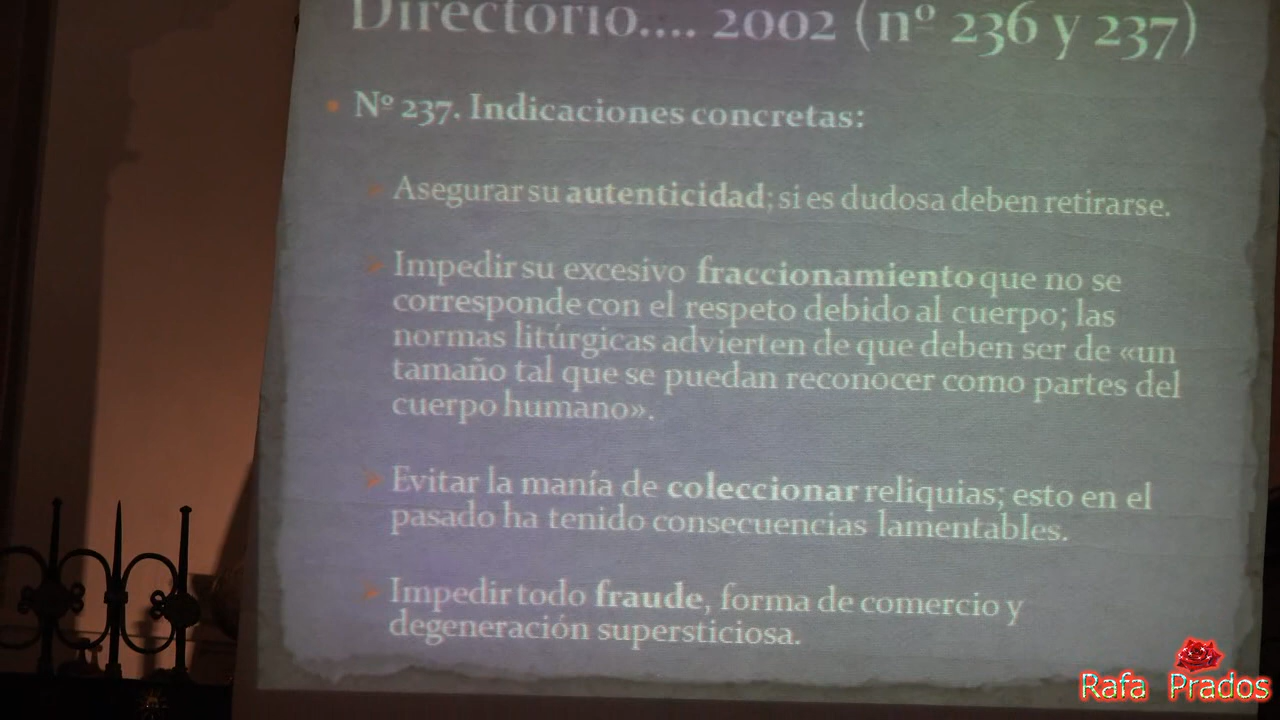 Directorio.... 2002 (nº 236 y 237)
Nº 237. Indicaciones concretas:
Asegurar su autenticidad; si es dudosa deben retirarse.
Impedir su excesivo fraccionamiento que no se
corresponde con el respeto debido al cuerpo; las
normas litúrgicas advierten de que deben ser de «un
tamaño tal que se puedan reconocer como partes del
cuerpo humano».
Evitar la manía de coleccionar reliquias; esto en el
pasado ha tenido consecuencias lamentables.
Impedir todo fraude, forma de comercio y
degeneración supersticiosa.
Rafa Prados